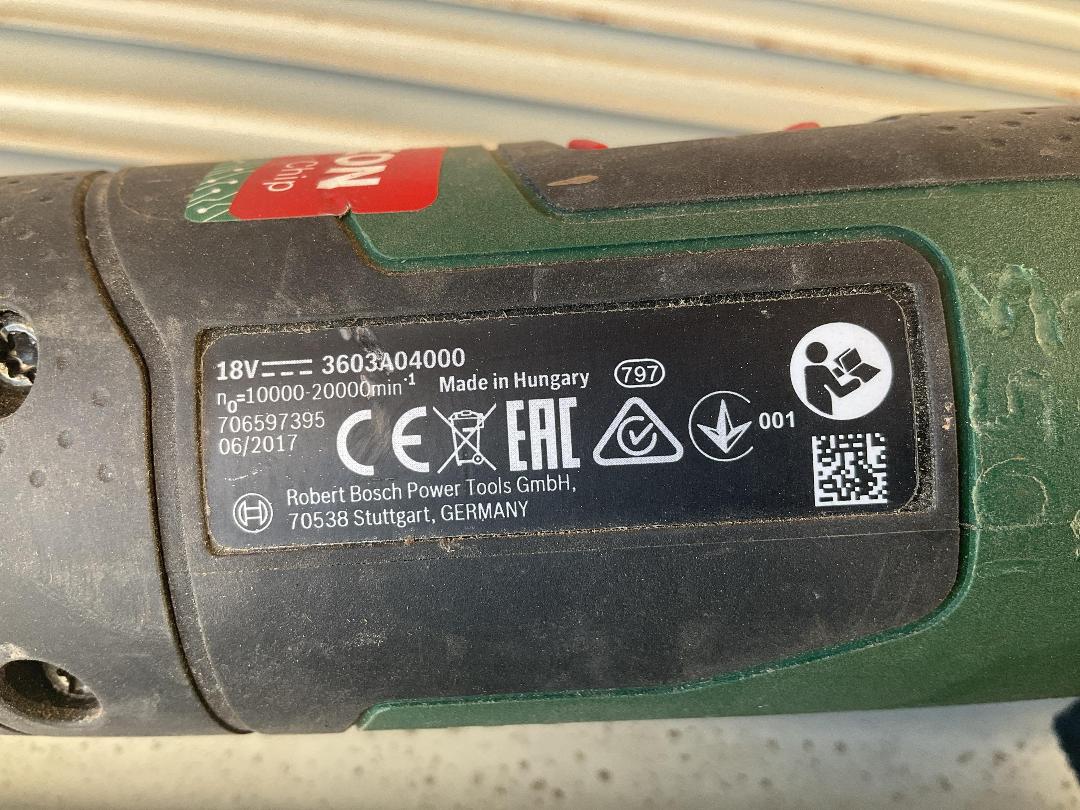 ION
Chip
18V 3603A04000
n₀=10000-20000min⁻¹ Made in Hungary 797
706597395
06/2017
CE EAC 001
Robert Bosch Power Tools GmbH,
70538 Stuttgart, GERMANY